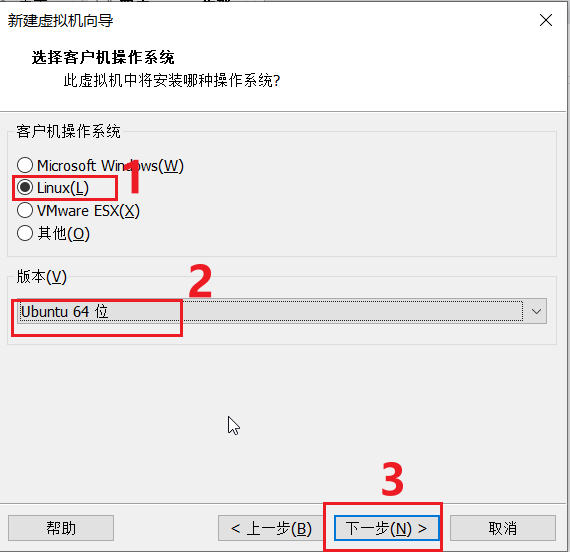 新建虚拟机向导
选择客户机操作系统
此虚拟机中将安装哪种操作系统?
客户机操作系统
Microsoft Windows(W)
1
Linux(L)
VMware ESX(X)
其他(O)
版本(V)
2
Ubuntu 64 位
3
帮助
< 上一步(B)
下一步(N) >
取消